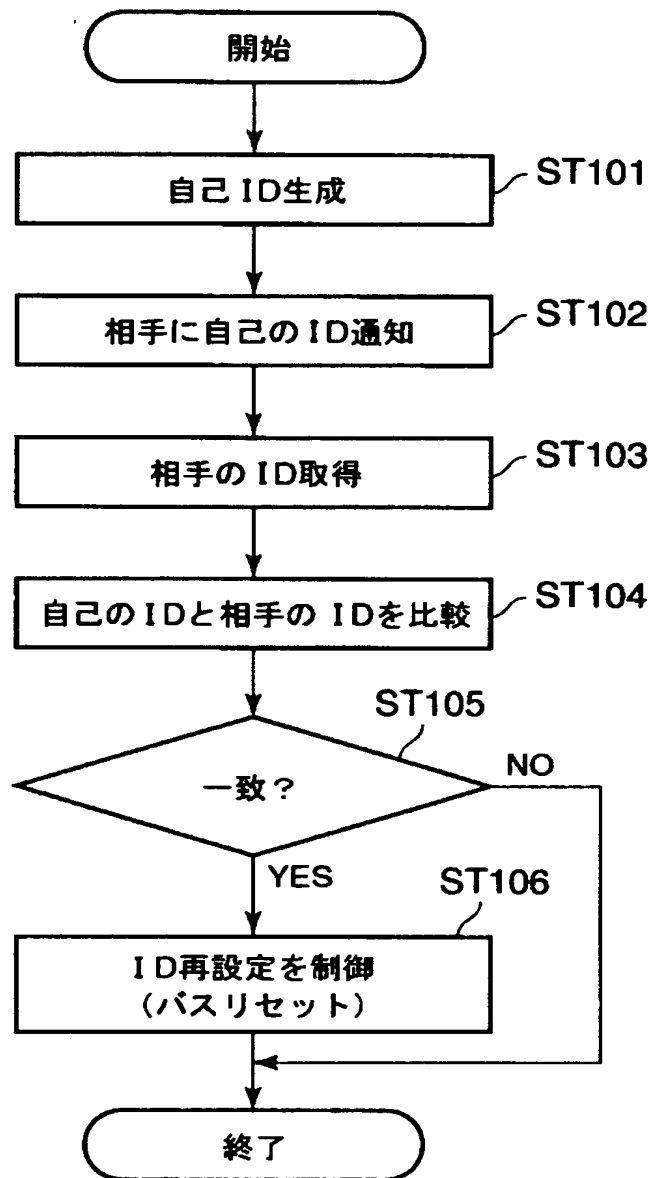 開始
自己ID生成
ST101
相手に自己のID通知
ST102
相手のID取得
ST103
自己のIDと相手のIDを比較
ST104
ST105
一致?
NO
YES
ST106
ID再設定を制御
(バスリセット)
終了